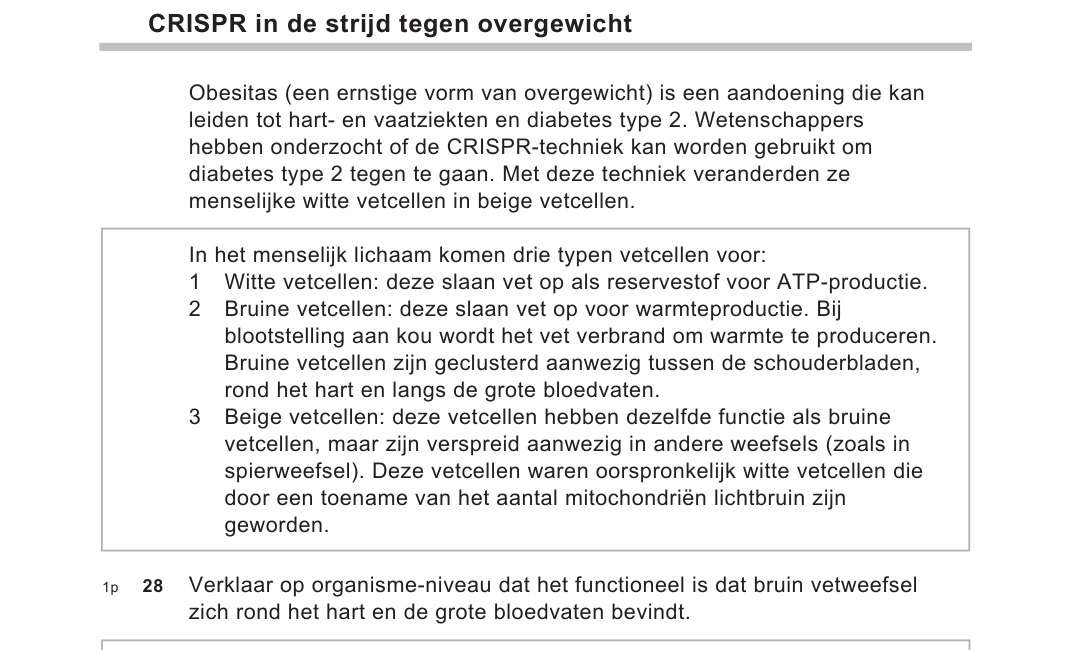 CRISPR in de strijd tegen overgewicht
Obesitas (een ernstige vorm van overgewicht) is een aandoening die kan
leiden tot hart- en vaatziekten en diabetes type 2. Wetenschappers
hebben onderzocht of de CRISPR-techniek kan worden gebruikt om
diabetes type 2 tegen te gaan. Met deze techniek veranderden ze
menselijke witte vetcellen in beige vetcellen.
In het menselijk lichaam komen drie typen vetcellen voor:
1 Witte vetcellen: deze slaan vet op als reservestof voor ATP-productie.
2 Bruine vetcellen: deze slaan vet op voor warmteproductie. Bij
blootstelling aan kou wordt het vet verbrand om warmte te produceren.
Bruine vetcellen zijn geclusterd aanwezig tussen de schouderbladen,
rond het hart en langs de grote bloedvaten.
3 Beige vetcellen: deze vetcellen hebben dezelfde functie als bruine
vetcellen, maar zijn verspreid aanwezig in andere weefsels (zoals in
spierweefsel). Deze vetcellen waren oorspronkelijk witte vetcellen die
door een toename van het aantal mitochondriën lichtbruin zijn
geworden.
1p 28 Verklaar op organisme-niveau dat het functioneel is dat bruin vetweefsel
zich rond het hart en de grote bloedvaten bevindt.